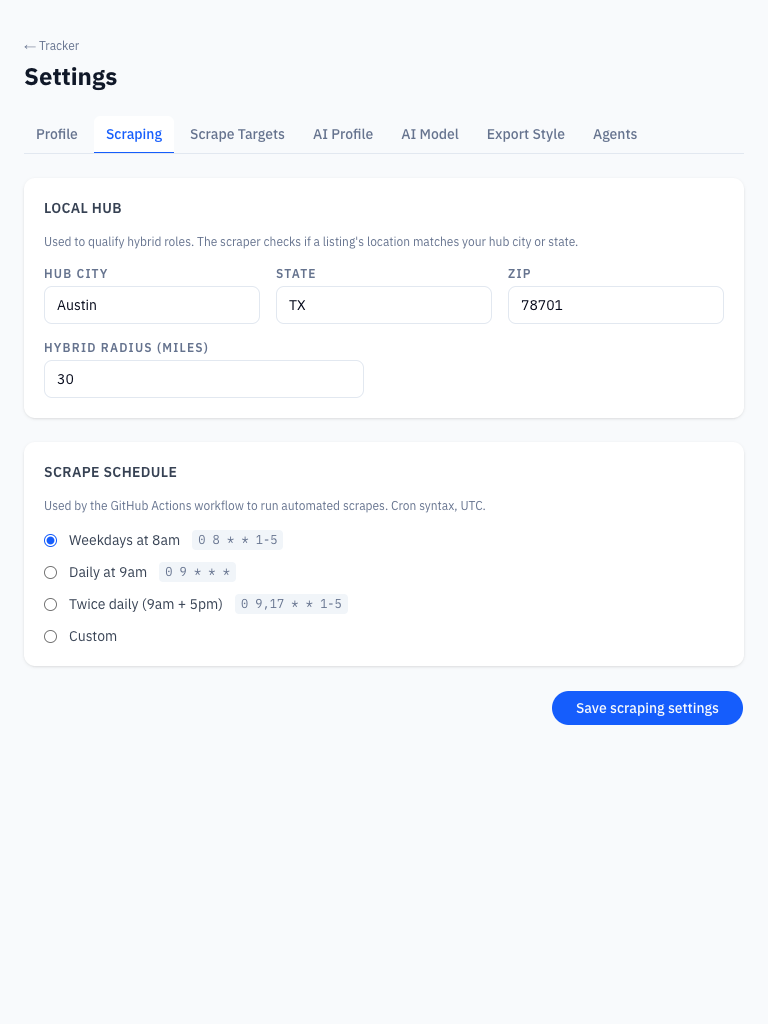 ← Tracker
Settings
Profile Scraping Scrape Targets AI Profile AI Model Export Style Agents
LOCAL HUB
Used to qualify hybrid roles. The scraper checks if a listing's location matches your hub city or state.
HUB CITY STATE ZIP
Austin TX 78701
HYBRID RADIUS (MILES)
30
SCRAPE SCHEDULE
Used by the GitHub Actions workflow to run automated scrapes. Cron syntax, UTC.
Weekdays at 8am 0 8 * * 1-5
Daily at 9am 0 9 * * *
Twice daily (9am + 5pm) 0 9,17 * * 1-5
Custom
Save scraping settings